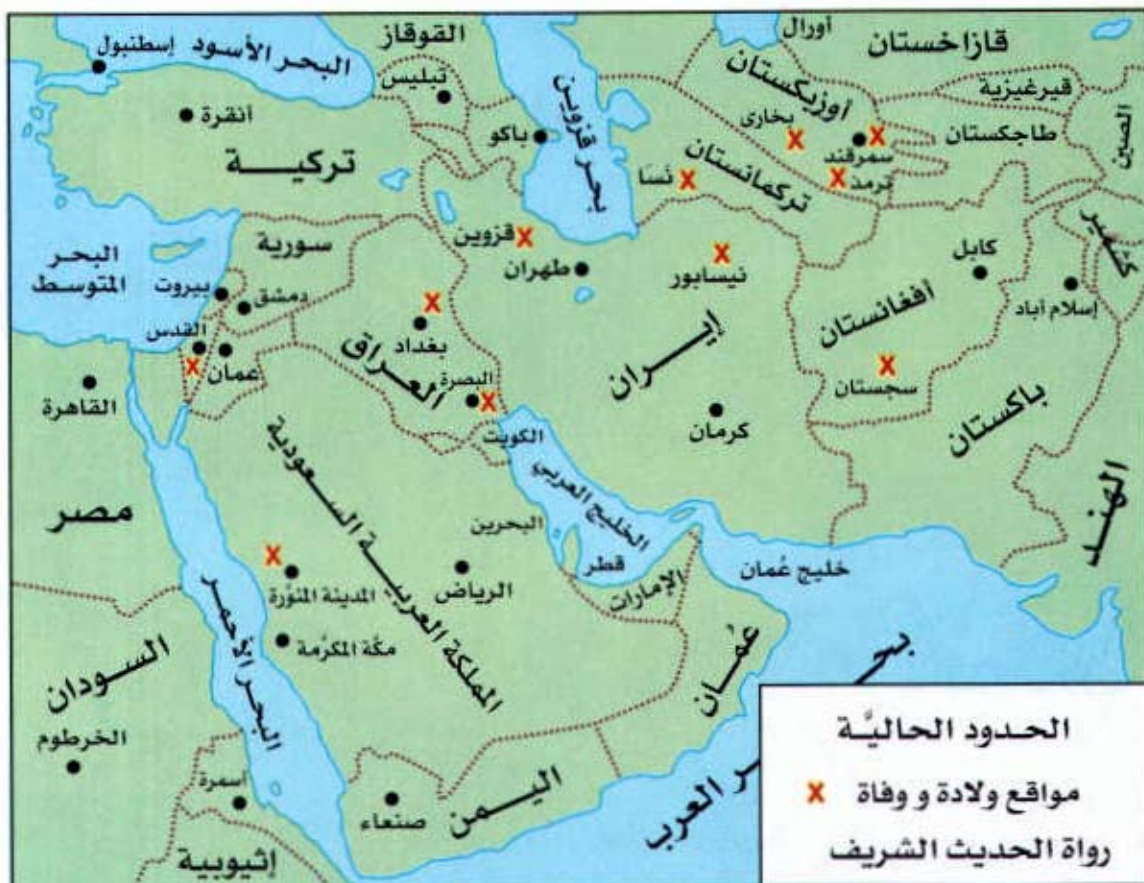 أورال
قازاخستان
القوقاز
البحر الأسود
إسطنبول
تبليس
أوزبكستان
قيرغيزية
الصين
أنقرة
باكو
بحر قزوين
بخارى
سمرقند
طاجكستان
تركية
تركمانستان
نسا
ترمذ
كشمير
سورية
قزوين
البحر
المتوسط
بيروت
دمشق
طهران
نيسابور
كابل
إسلام آباد
أفغانستان
القدس
عمان
بغداد
العراق
إيران
البصرة
سجستان
باكستان
القاهرة
كرمان
الكويت
الهند
مصر
المملكة العربية السعودية
الخليج العربي
البحرين
قطر
خليج عُمان
الإمارات
المدينة المنوَّرة
الرياض
البحر الأحمر
مكَّة المكرَّمة
عُمان
السودان
الخرطوم
بحر العرب
أسمرة
صنعاء
اليمن
إثيوبية
الحدود الحاليَّة
مواقع ولادة و وفاة X
رواة الحديث الشريف